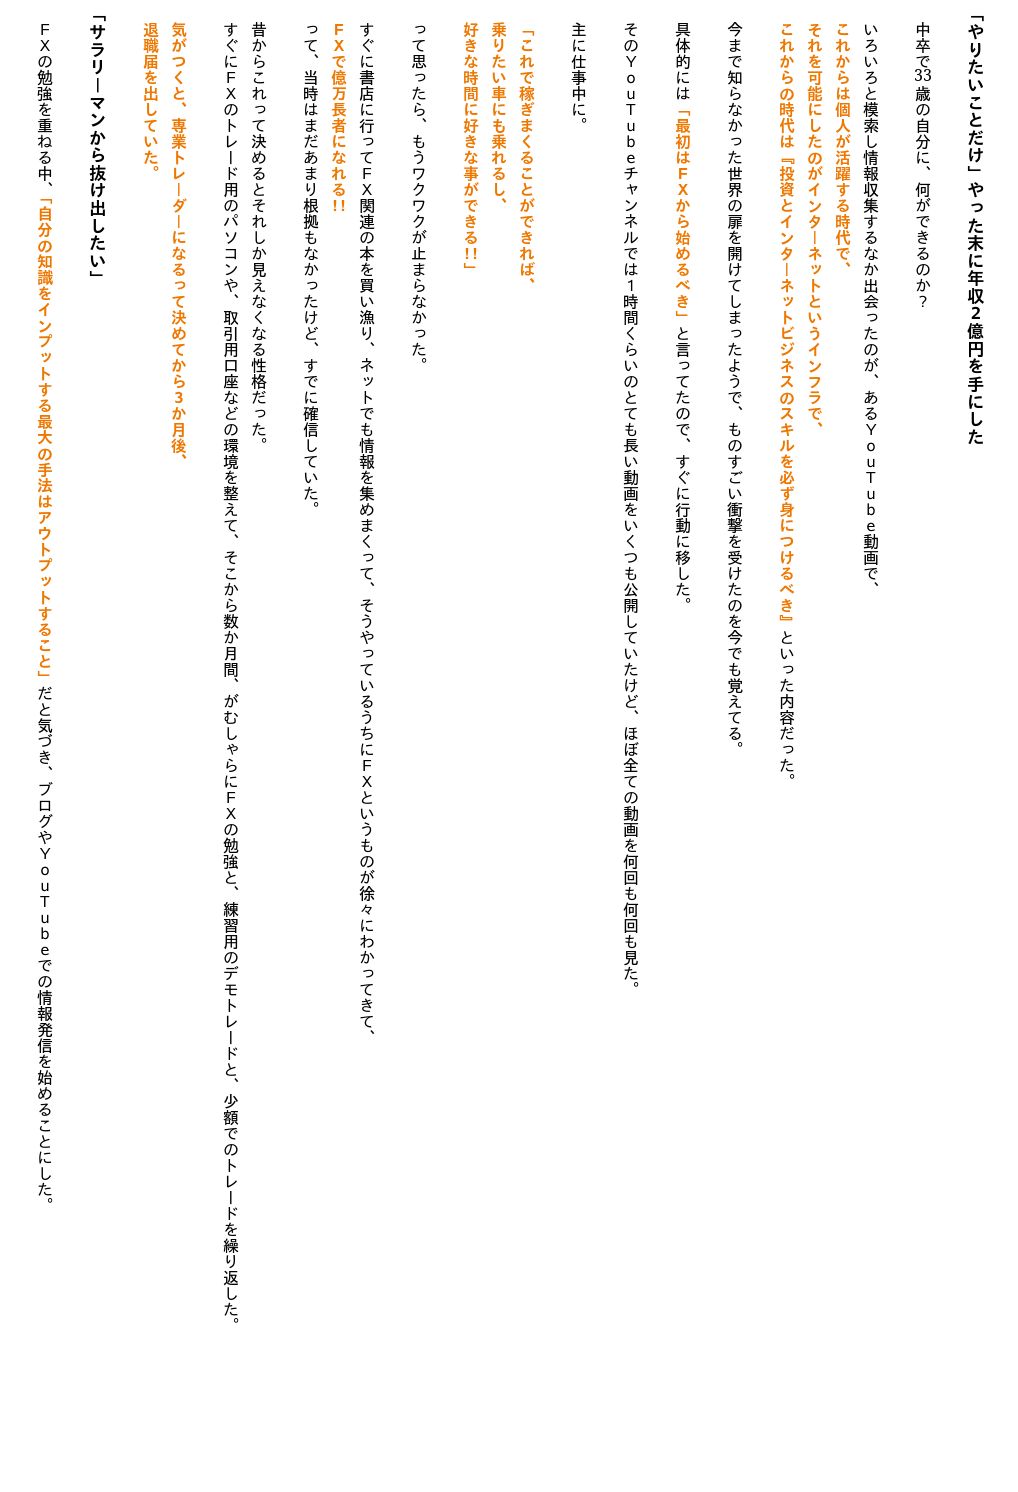 「やりたいことだけ」やった末に年収2億円を手にした
中卒で33歳の自分に、何ができるのか？
いろいろと模索し情報収集するなか出会ったのが、あるYouTube動画で、
これからは個人が活躍する時代で、
それを可能にしたのがインターネットというインフラで、
これからの時代は『投資とインターネットビジネスのスキルを必ず身につけるべき』といった内容だった。
今まで知らなかった世界の扉を開けてしまったようで、ものすごい衝撃を受けたのを今でも覚えてる。
具体的には「最初はFXから始めるべき」と言ってたので、すぐに行動に移した。
そのYouTubeチャンネルでは1時間くらいのとても長い動画をいくつも公開していたけど、ほぼ全ての動画を何回も何回も見た。
主に仕事中に。
「これで稼ぎまくることができれば、
乗りたい車にも乗れるし、
好きな時間に好きな事ができる!!」
って思ったら、もうワクワクが止まらなかった。
すぐに書店に行ってFX関連の本を買い漁り、ネットでも情報を集めまくって、そうやっているうちにFXというものが徐々にわかってきて、
FXで億万長者になれる!!
って、当時はまだあまり根拠もなかったけど、すでに確信していた。
昔からこれって決めるとそれしか見えなくなる性格だった。
すぐにFXのトレード用のパソコンや、取引用口座などの環境を整えて、そこから数か月間、がむしゃらにFXの勉強と、練習用のデモトレードと、少額でのトレードを繰り返した。
気がつくと、専業トレーダーになるって決めてから3か月後、
退職届を出していた。
「サラリーマンから抜け出したい」
FXの勉強を重ねる中、「自分の知識をインプットする最大の手法はアウトプットすること」だと気づき、ブログやYouTubeでの情報発信を始めることにした。